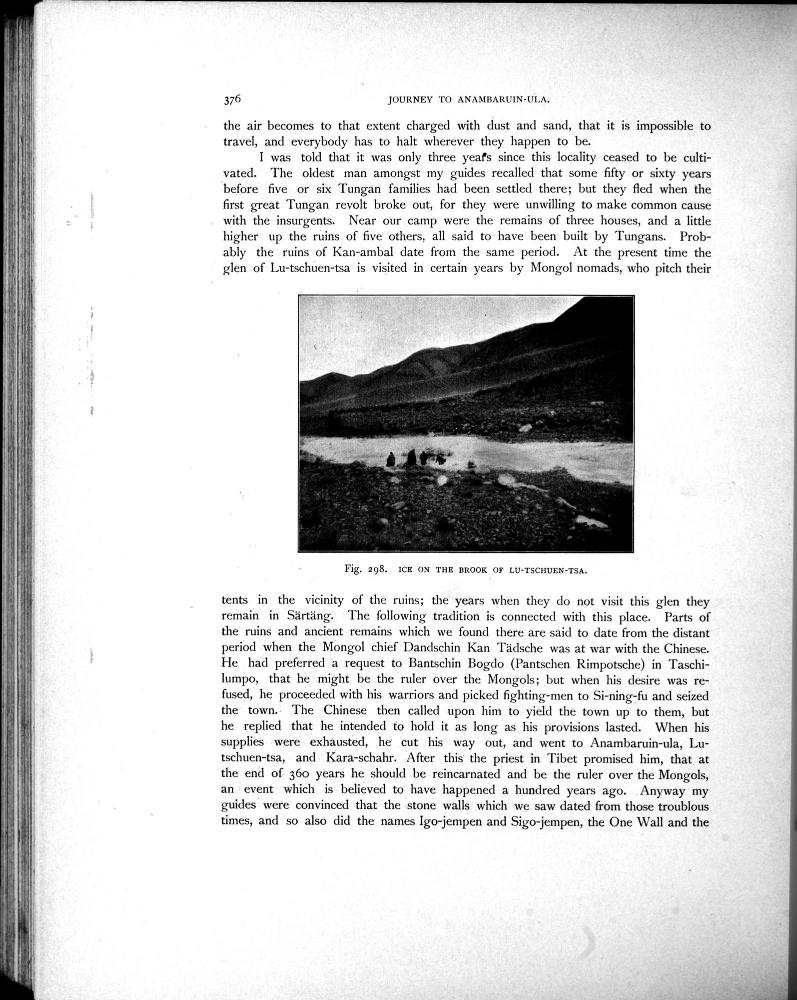 376 JOURNEY TO ANAMBARUIN-ULA.
the air becomes to that extent charged with dust and sand, that it is impossible to
travel, and everybody has to halt wherever they happen to be.
I was told that it was only three years since this locality ceased to be culti-
vated. The oldest man amongst my guides recalled that some fifty or sixty years
before five or six Tungan families had been settled there; but they fled when the
first great Tungan revolt broke out, for they were unwilling to make common cause
with the insurgents. Near our camp were the remains of three houses, and a little
higher up the ruins of five others, all said to have been built by Tungans. Prob-
ably the ruins of Kan-ambal date from the same period. At the present time the
glen of Lu-tschuen-tsa is visited in certain years by Mongol nomads, who pitch their
Fig. 298. ICE ON THE BROOK OF LU-TSCHUEN-TSA.
tents in the vicinity of the ruins; the years when they do not visit this glen they
remain in Särtäng. The following tradition is connected with this place. Parts of
the ruins and ancient remains which we found there are said to date from the distant
period when the Mongol chief Dandschin Kan Tädsche was at war with the Chinese.
He had preferred a request to Bantschin Bogdo (Pantschen Rimpotsche) in Taschi-
lumpo, that he might be the ruler over the Mongols; but when his desire was re-
fused, he proceeded with his warriors and picked fighting-men to Si-ning-fu and seized
the town. The Chinese then called upon him to yield the town up to them, but
he replied that he intended to hold it as long as his provisions lasted. When his
supplies were exhausted, he cut his way out, and went to Anambaruin-ula, Lu-
tschuen-tsa, and Kara-schahr. After this the priest in Tibet promised him, that at
the end of 360 years he should be reincarnated and be the ruler over the Mongols,
an event which is believed to have happened a hundred years ago. Anyway my
guides were convinced that the stone walls which we saw dated from those troublous
times, and so also did the names Igo-jempen and Sigo-jempen, the One Wall and the